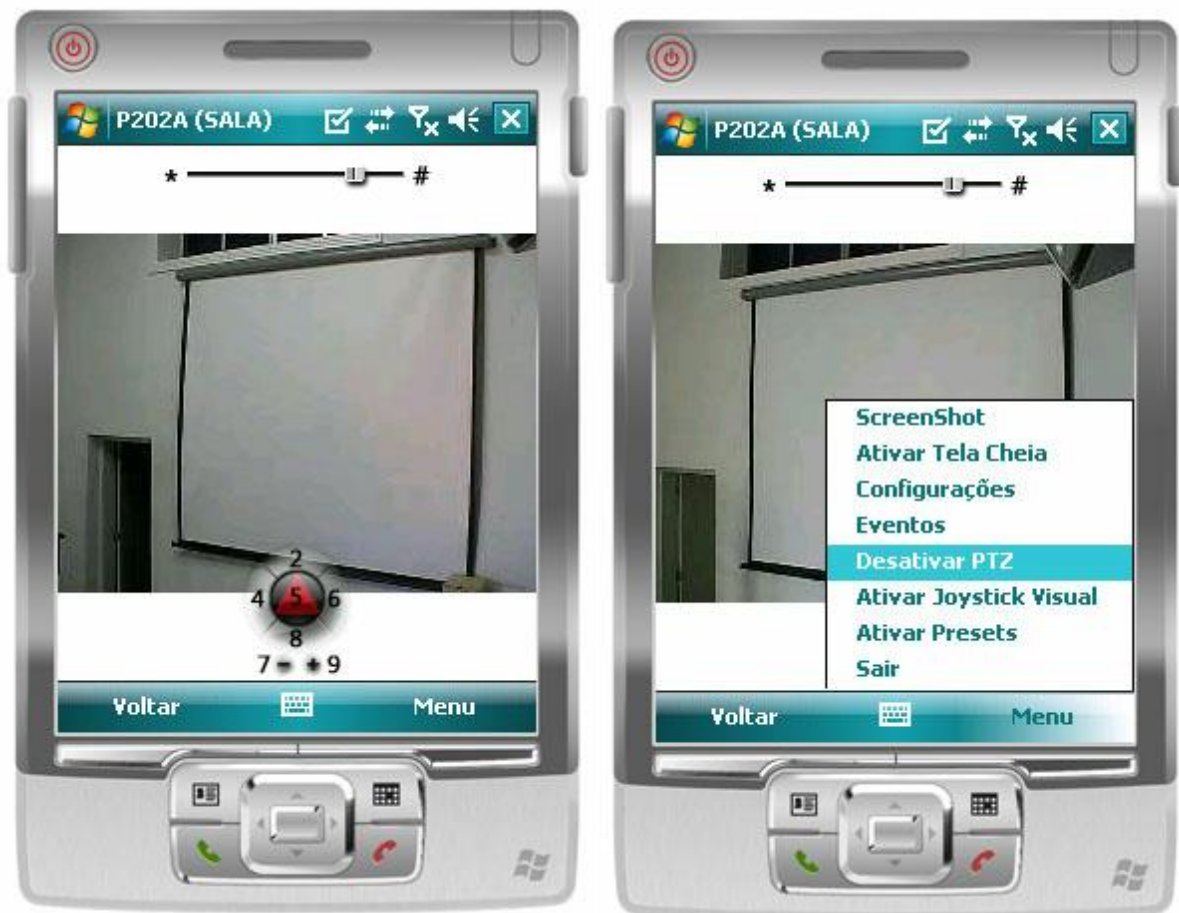 P202A (SALA)
* #
2
4 5 6
8
7 - + 9
Voltar Menu
P202A (SALA)
* #
ScreenShot
Ativar Tela Cheia
Configurações
Eventos
Desativar PTZ
Ativar Joystick Visual
Ativar Presets
Sair
Voltar Menu